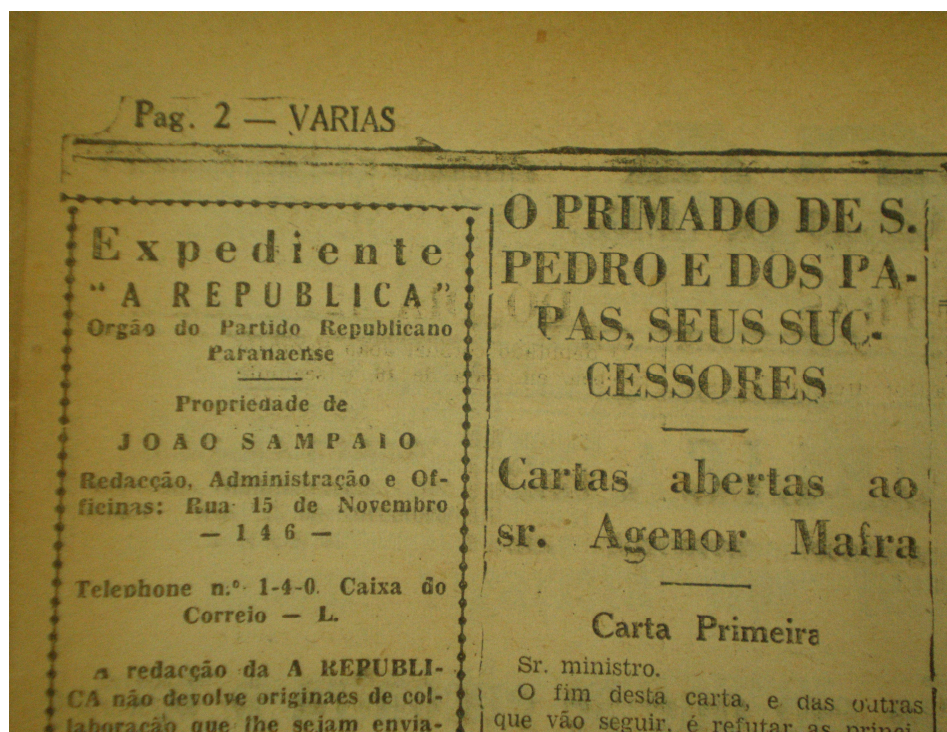 Pag. 2 — VARIAS
Expediente
"A REPUBLICA"
Orgão do Partido Republicano
Paranaense
Propriedade de
JOAO SAMPAIO
Redacção, Administração e Of-
ficinas: Rua 15 de Novembro
— 146 —
Telephone n.º 1-4-0. Caixa do
Correio — L.
A redacção da A REPUBLI-
CA não devolve originaes de col-
laboração que lhe sejam envia-
O PRIMADO DE S.
PEDRO E DOS PA-
PAS, SEUS SUC-
CESSORES
Cartas abertas ao
sr. Agenor Mafra
Carta Primeira
Sr. ministro.
O fim desta carta, e das outras
que vão seguir, é refutar as princi-